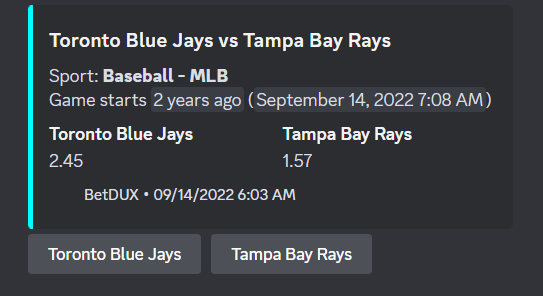 Toronto Blue Jays vs Tampa Bay Rays
Sport: Baseball - MLB
Game starts 2 years ago (September 14, 2022 7:08 AM)
Toronto Blue Jays Tampa Bay Rays
2.45 1.57
BetDUX • 09/14/2022 6:03 AM
Toronto Blue Jays Tampa Bay Rays